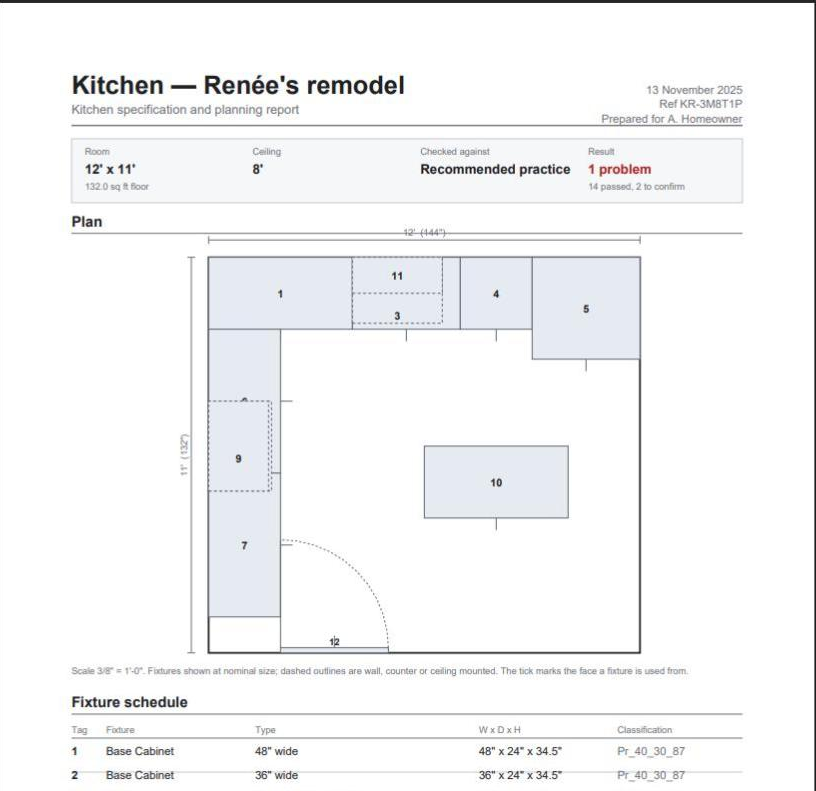 Kitchen — Renée's remodel
13 November 2025
Kitchen specification and planning report
Ref KR-3M8T1P
Prepared for A. Homeowner
Room
Ceiling
Checked against
Result
12' x 11'
8'
Recommended practice
1 problem
132.0 sq ft floor
14 passed, 2 to confirm
Plan
12' (144")
11
1
4
5
3
11' (132")
9
10
7
12
Scale 3/8" = 1'-0". Fixtures shown at nominal size; dashed outlines are wall, counter or ceiling mounted. The tick marks the face a fixture is used from.
Fixture schedule
Tag Fixture Type W x D x H Classification
1 Base Cabinet 48" wide 48" x 24" x 34.5" Pr_40_30_87
2 Base Cabinet 36" wide 36" x 24" x 34.5" Pr_40_30_87